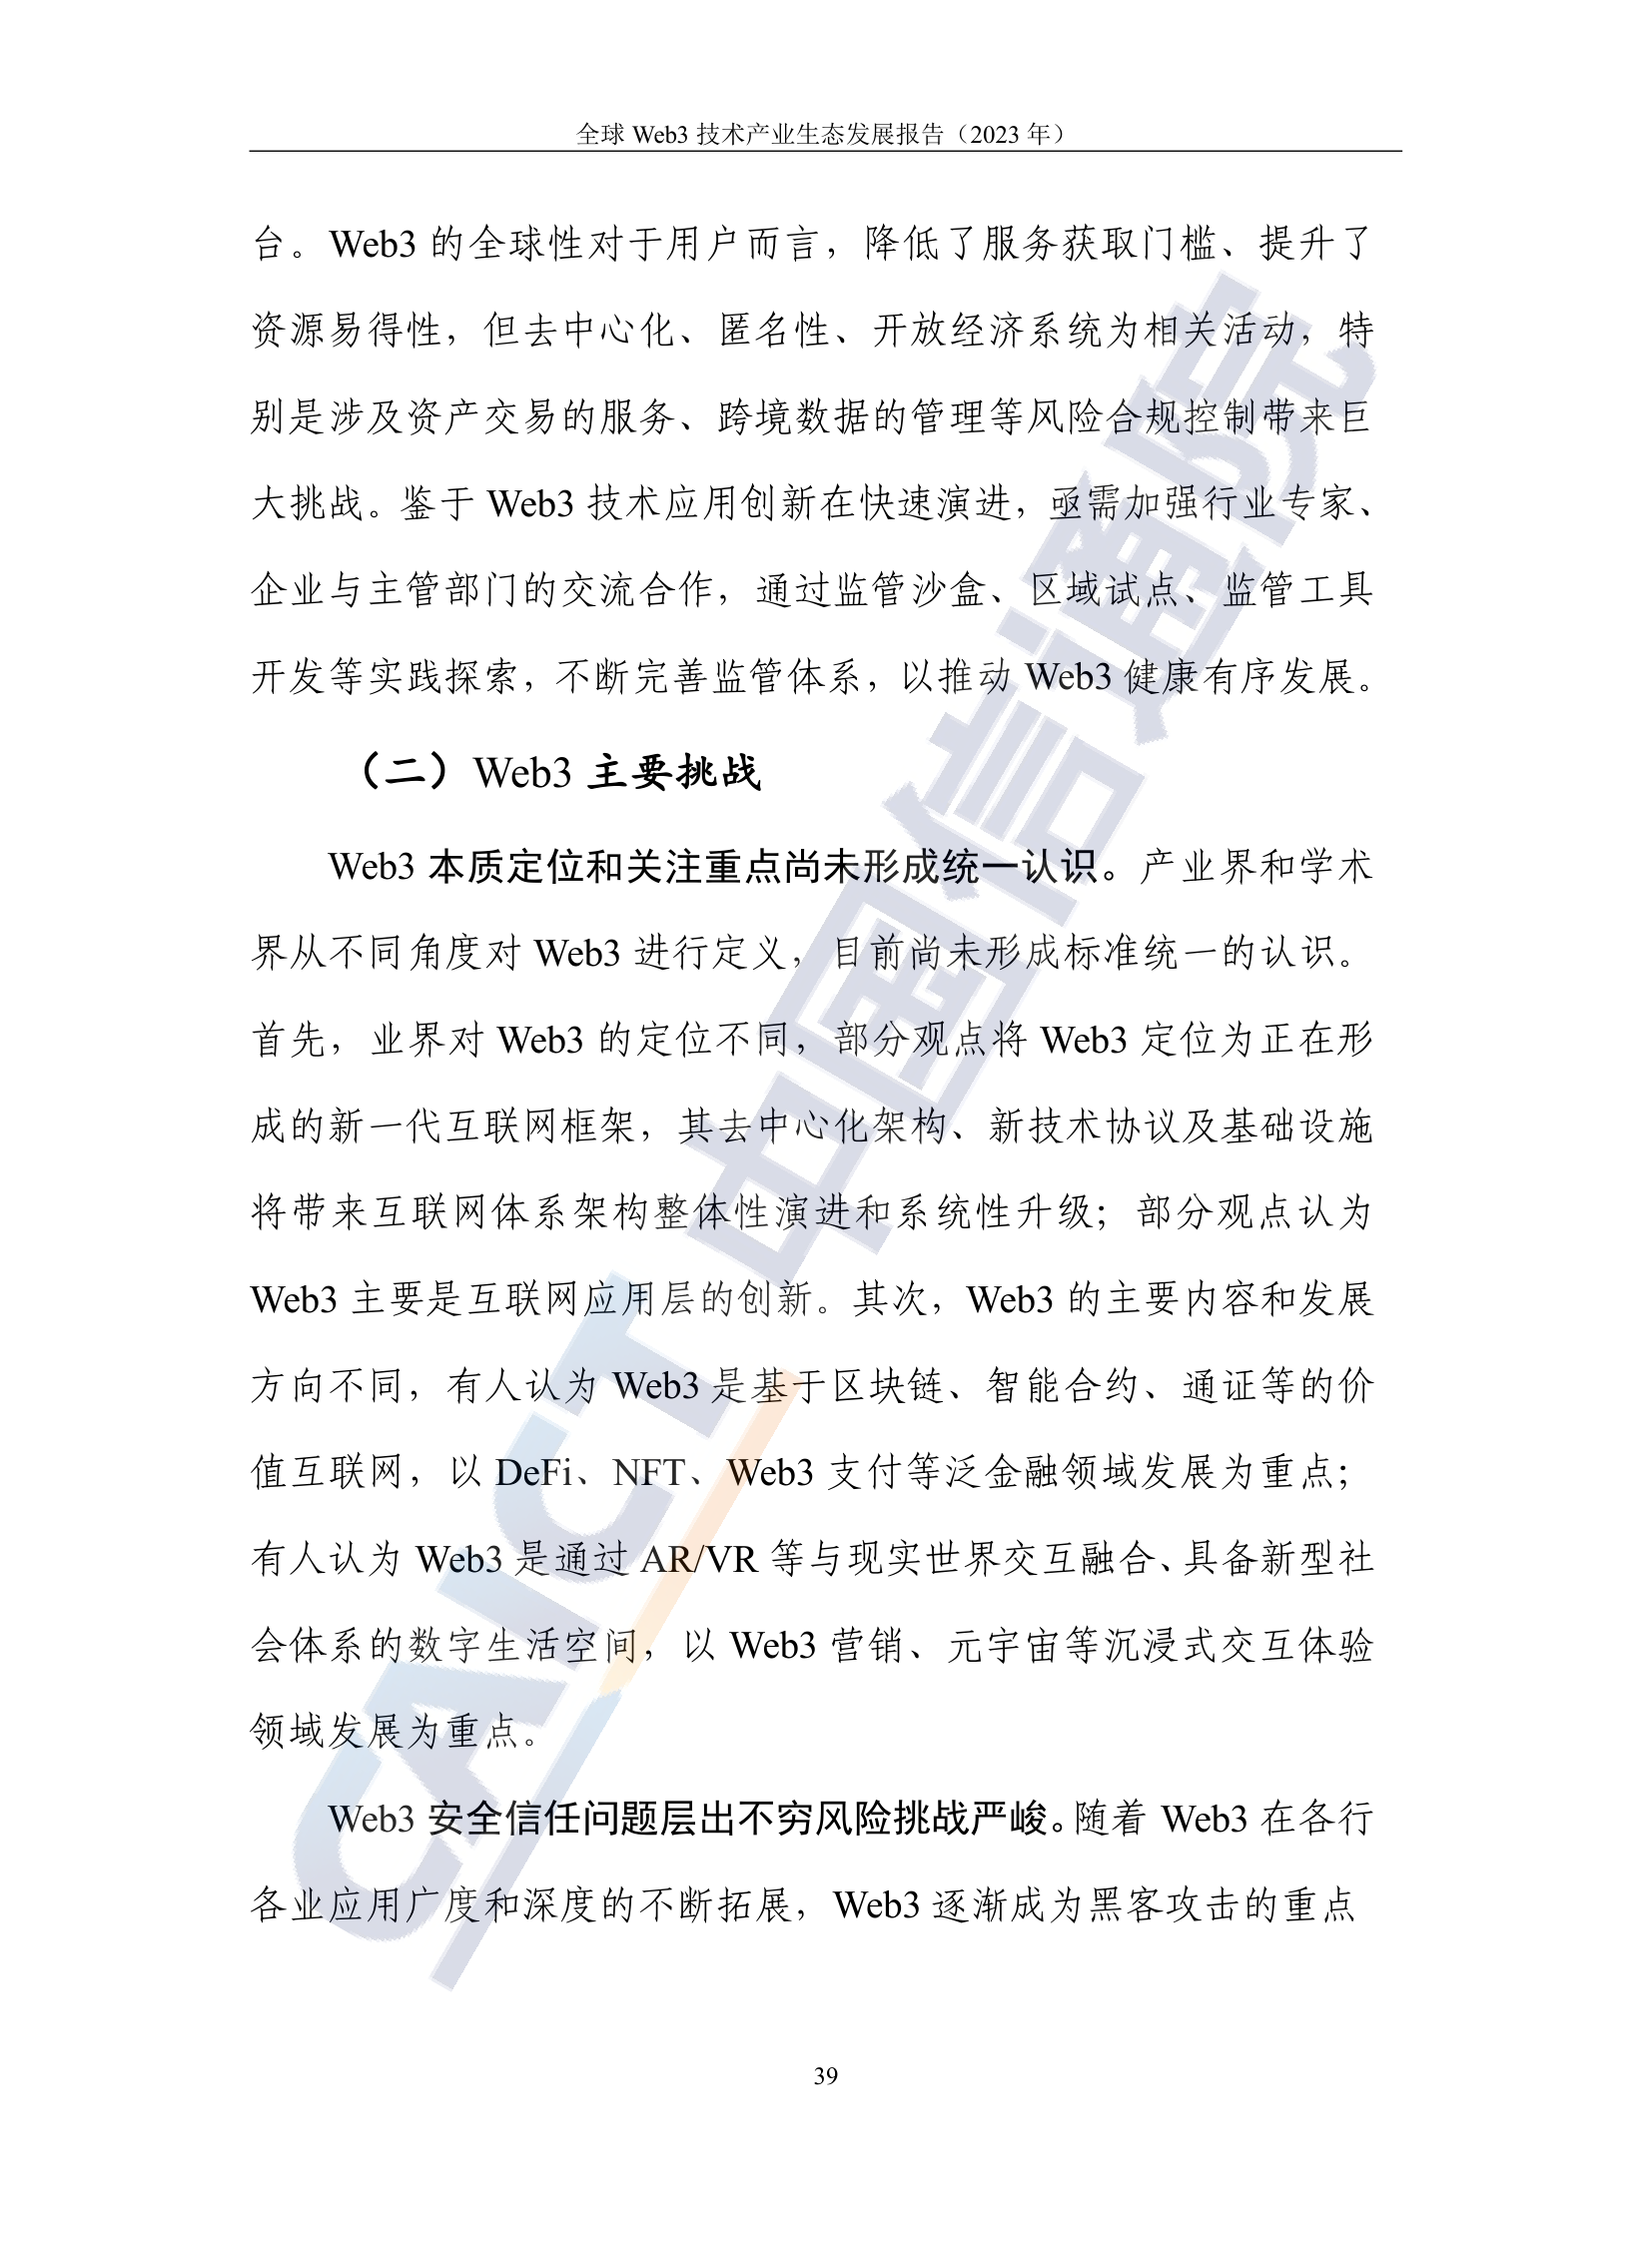 全球 Web3 技术产业生态发展报告（2023 年）
台。Web3 的全球性对于用户而言，降低了服务获取门槛、提升了
资源易得性，但去中心化、匿名性、开放经济系统为相关活动，特
别是涉及资产交易的服务、跨境数据的管理等风险合规控制带来巨
大挑战。鉴于 Web3 技术应用创新在快速演进，亟需加强行业专家、
企业与主管部门的交流合作，通过监管沙盒、区域试点、监管工具
开发等实践探索，不断完善监管体系，以推动 Web3 健康有序发展。
（二）Web3 主要挑战
Web3 本质定位和关注重点尚未形成统一认识。产业界和学术
界从不同角度对 Web3 进行定义，目前尚未形成标准统一的认识。
首先，业界对 Web3 的定位不同，部分观点将 Web3 定位为正在形
成的新一代互联网框架，其去中心化架构、新技术协议及基础设施
将带来互联网体系架构整体性演进和系统性升级；部分观点认为
Web3 主要是互联网应用层的创新。其次，Web3 的主要内容和发展
方向不同，有人认为 Web3 是基于区块链、智能合约、通证等的价
值互联网，以 DeFi、NFT、Web3 支付等泛金融领域发展为重点；
有人认为 Web3 是通过 AR/VR 等与现实世界交互融合、具备新型社
会体系的数字生活空间，以 Web3 营销、元宇宙等沉浸式交互体验
领域发展为重点。
Web3 安全信任问题层出不穷风险挑战严峻。随着 Web3 在各行
各业应用广度和深度的不断拓展，Web3 逐渐成为黑客攻击的重点
39
CAICT 中国信通院